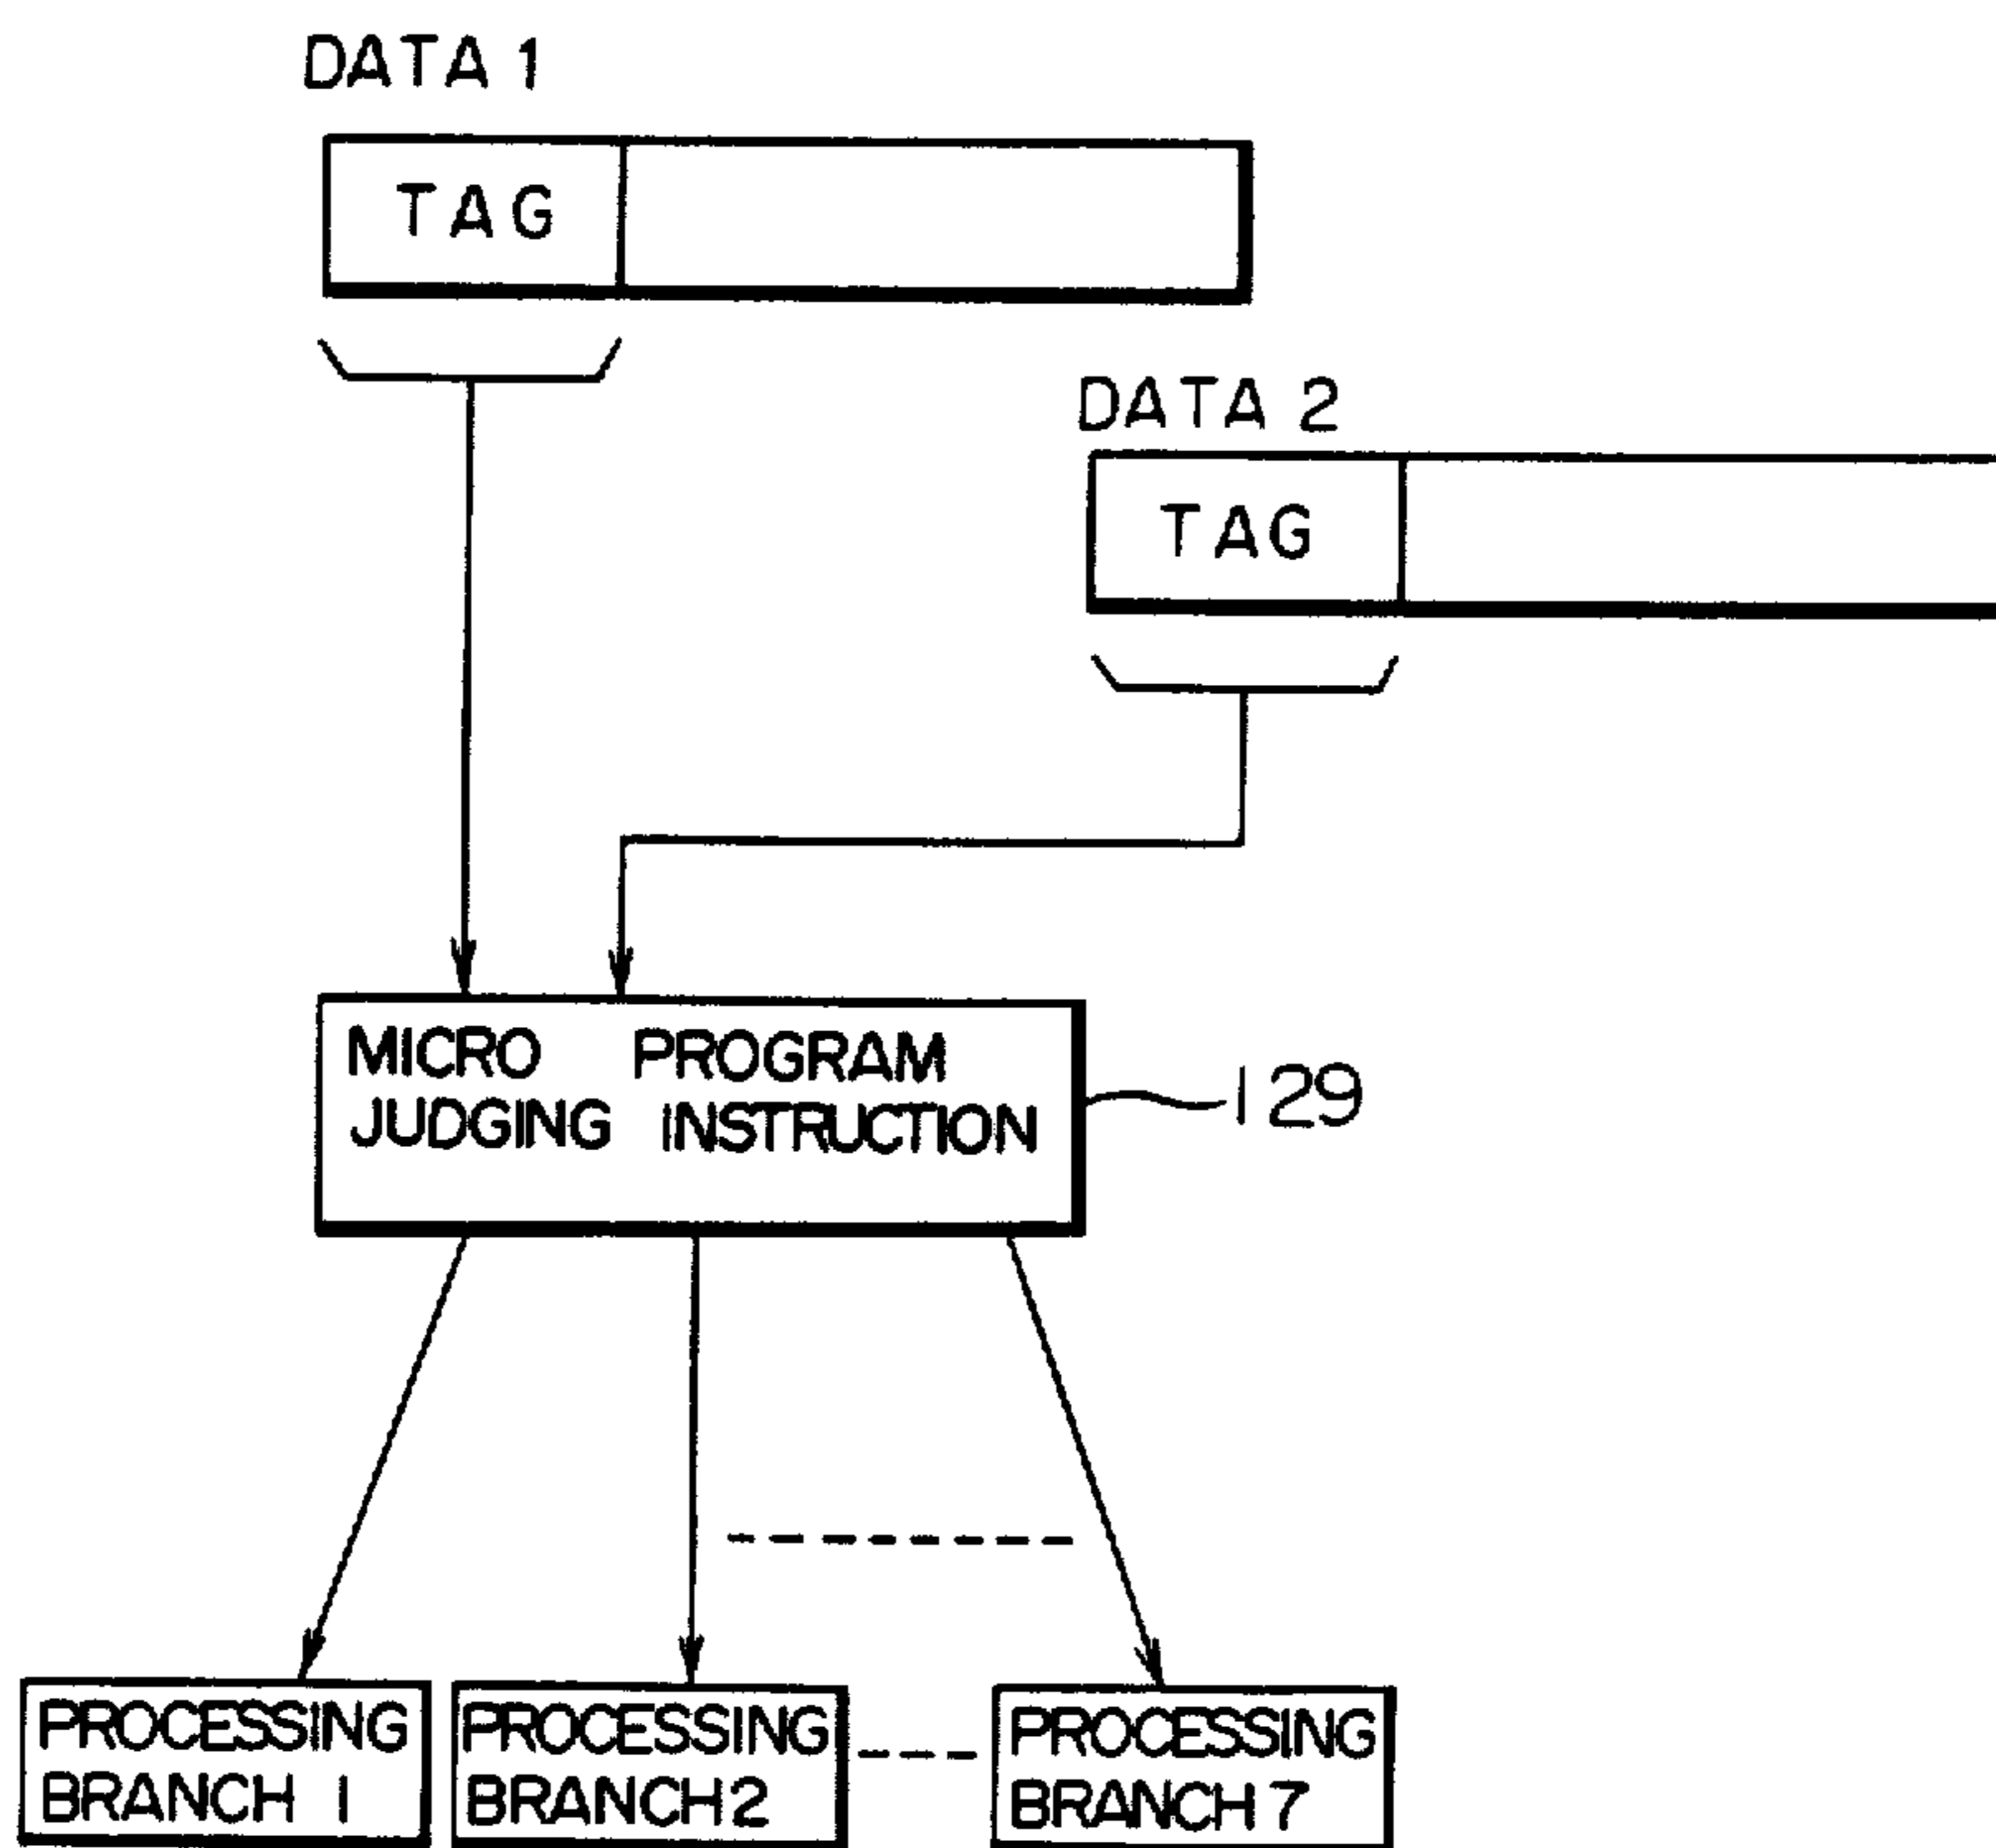 DATA 1
TAG
DATA 2
TAG
MICRO PROGRAM
JUDGING INSTRUCTION
129
PROCESSING
BRANCH 1
PROCESSING
BRANCH 2
PROCESSING
BRANCH 7